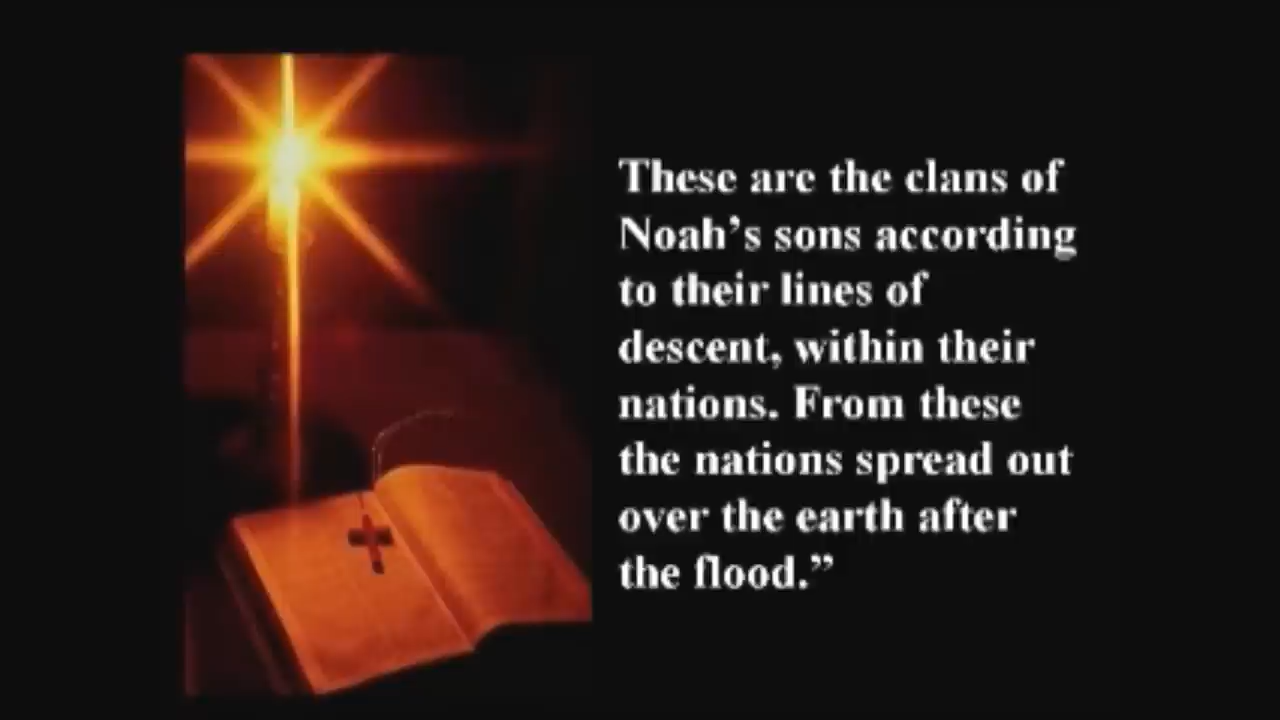 These are the clans of
Noah’s sons according
to their lines of
descent, within their
nations. From these
the nations spread out
over the earth after
the flood.”